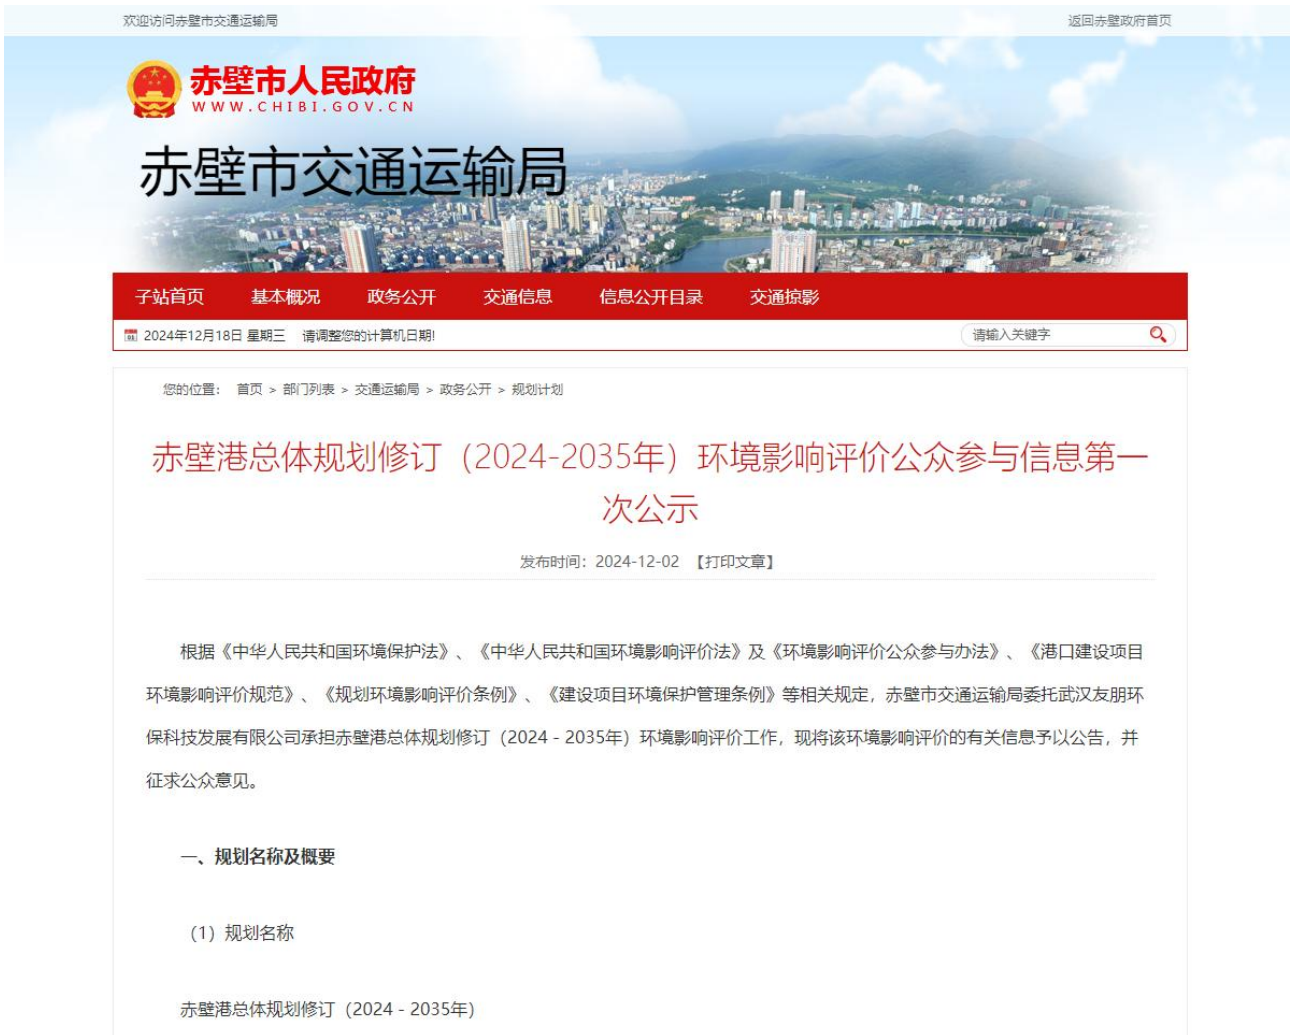 欢迎访问赤壁市交通运输局
返回赤壁政府首页
赤壁市人民政府
WWW.CHIBI.GOV.CN
赤壁市交通运输局
子站首页 基本概况 政务公开 交通信息 信息公开目录 交通掠影
2024年12月18日 星期三 请调整您的计算机日期!
请输入关键字
您的位置: 首页 > 部门列表 > 交通运输局 > 政务公开 > 规划计划
赤壁港总体规划修订（2024-2035年）环境影响评价公众参与信息第一
次公示
发布时间：2024-12-02 【打印文章】
根据《中华人民共和国环境保护法》、《中华人民共和国环境影响评价法》及《环境影响评价公众参与办法》、《港口建设项目
环境影响评价规范》、《规划环境影响评价条例》、《建设项目环境保护管理条例》等相关规定，赤壁市交通运输局委托武汉友朋环
保科技发展有限公司承担赤壁港总体规划修订（2024 - 2035年）环境影响评价工作，现将该环境影响评价的有关信息予以公告，并
征求公众意见。
一、规划名称及概要
（1）规划名称
赤壁港总体规划修订（2024 - 2035年）